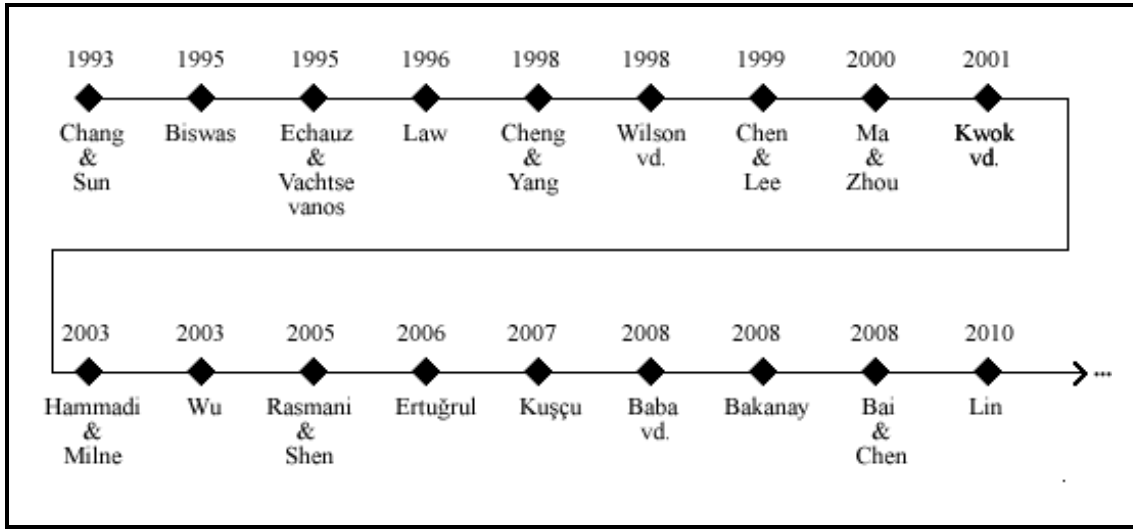 1993 1995 1995 1996 1998 1998 1999 2000 2001
Chang Biswas Echauz Law Cheng Wilson Chen Ma Kwok
& & & vd. & & vd.
Sun Vachtse Yang Lee Zhou
vanos
2003 2003 2005 2006 2007 2008 2008 2008 2010
...
Hammadi Wu Rasmani Ertuğrul Kuşçu Baba Bakanay Bai Lin
& & vd. &
Milne Shen Chen